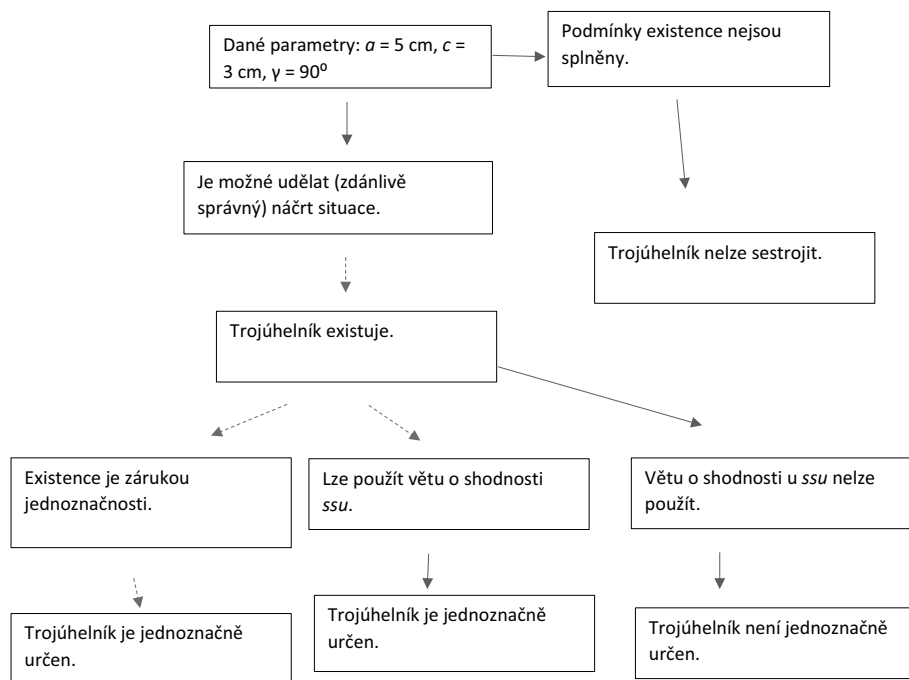 Dané parametry: a = 5 cm, c =
3 cm, γ = 90⁰
Podmínky existence nejsou
splněny.
Je možné udělat (zdánlivě
správný) náčrt situace.
Trojúhelník nelze sestrojit.
Trojúhelník existuje.
Existence je zárukou
jednoznačnosti.
Lze použít větu o shodnosti
ssu.
Větu o shodnosti u ssu nelze
použít.
Trojúhelník je jednoznačně
určen.
Trojúhelník je jednoznačně
určen.
Trojúhelník není jednoznačně
určen.